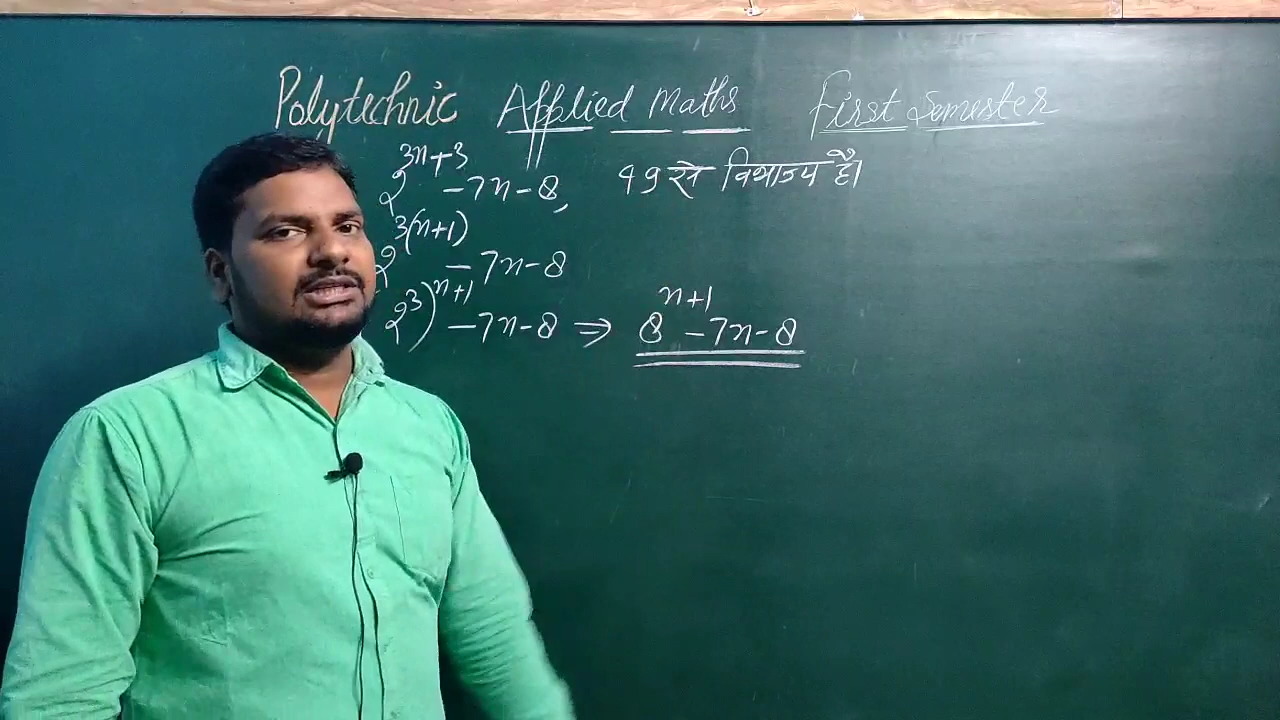 Polytechnic Applied Maths First Semester
2^{3n+3} -7n-8, 49 से विभाज्य है।
2^{3(n+1)} -7n-8
2^3)^{n+1} -7n-8 ⇒ 8^{n+1} -7n-8